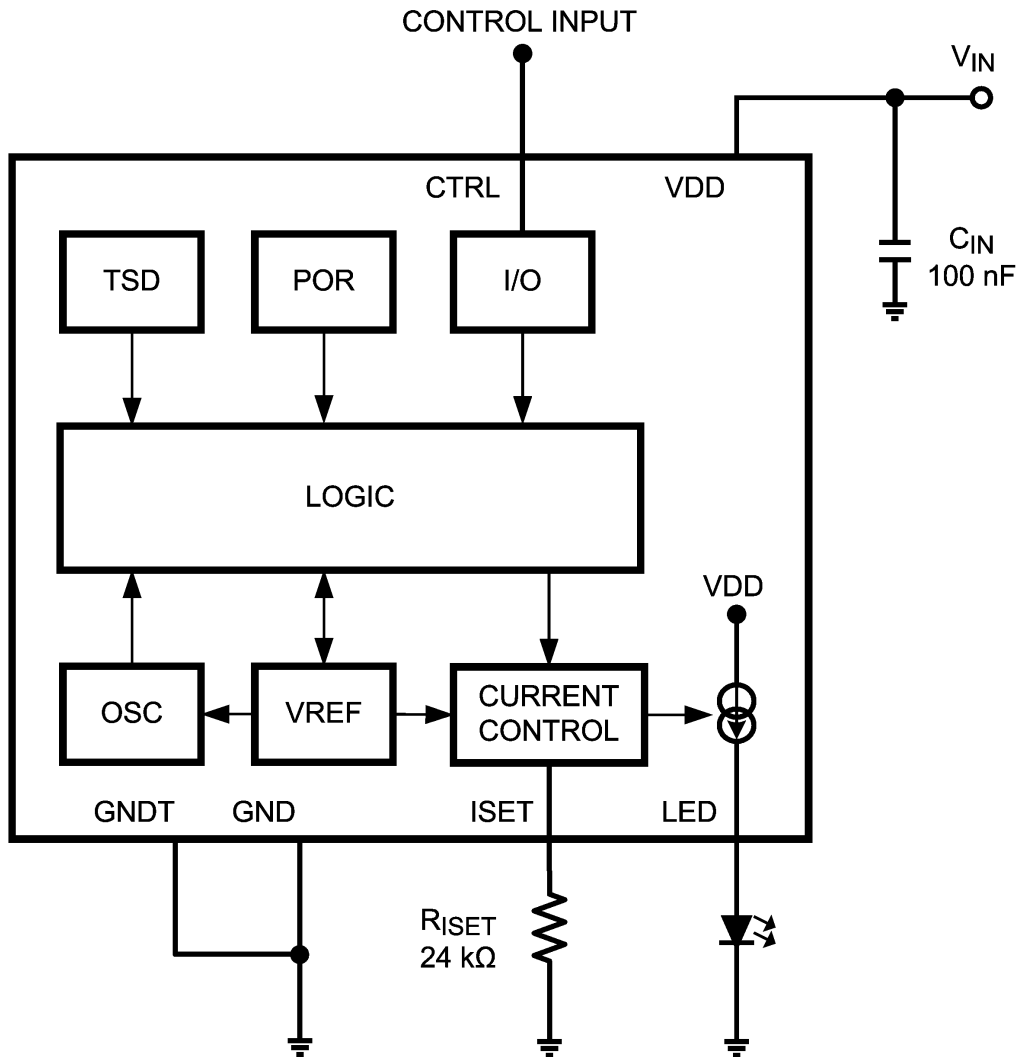 CONTROL INPUT
VIN
CTRL
VDD
CIN
100 nF
TSD
POR
I/O
LOGIC
VDD
OSC
VREF
CURRENT
CONTROL
GNDT
GND
ISET
LED
RISET
24 kΩ